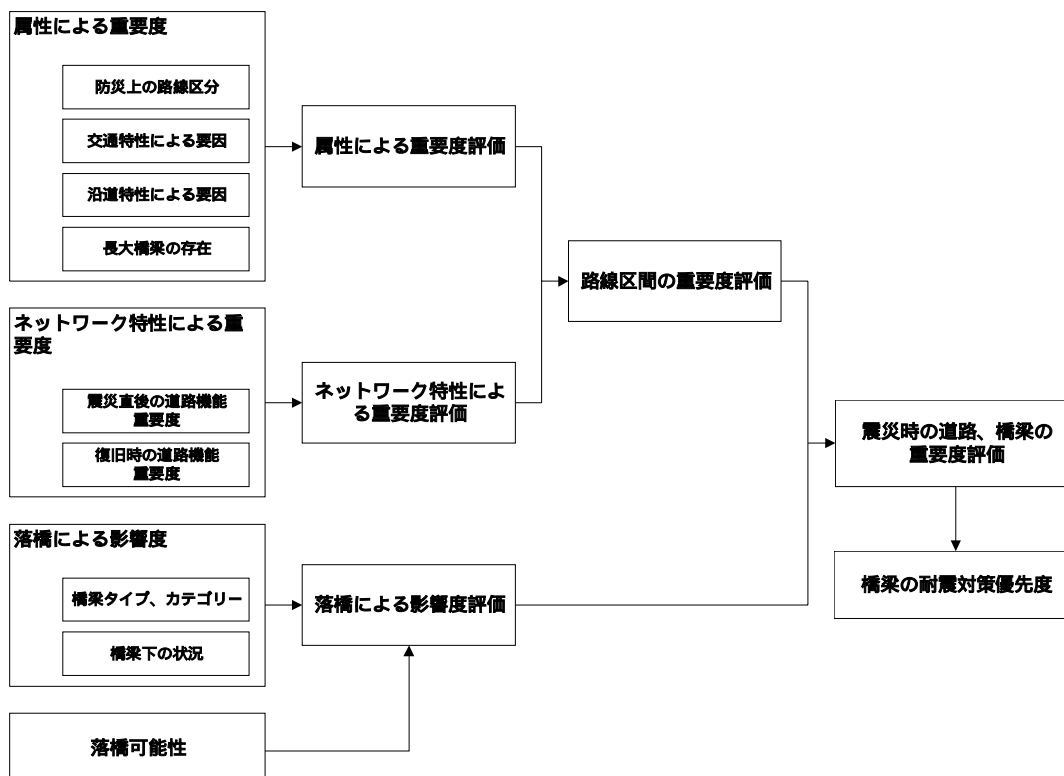 属性による重要度
防災上の路線区分
交通特性による要因
沿道特性による要因
長大橋梁の存在
属性による重要度評価
ネットワーク特性による重
要度
震災直後の道路機能
重要度
復旧時の道路機能
重要度
ネットワーク特性によ
る重要度評価
路線区間の重要度評価
落橋による影響度
橋梁タイプ、カテゴリー
橋梁下の状況
落橋による影響度評価
落橋可能性
震災時の道路、橋梁の
重要度評価
橋梁の耐震対策優先度